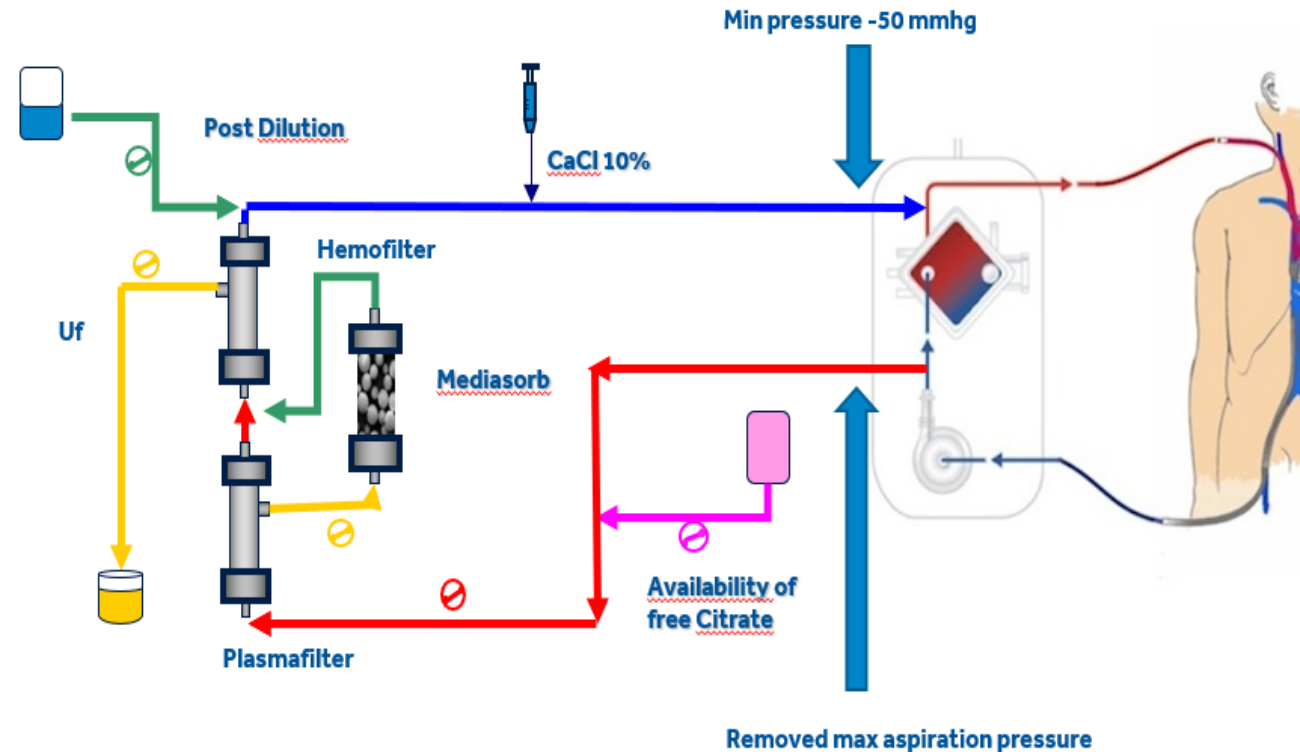 Min pressure -50 mmhg
Post Dilution
CaCl 10%
Hemofilter
Uf
Mediasorb
Availability of
free Citrate
Plasmafilter
Removed max aspiration pressure